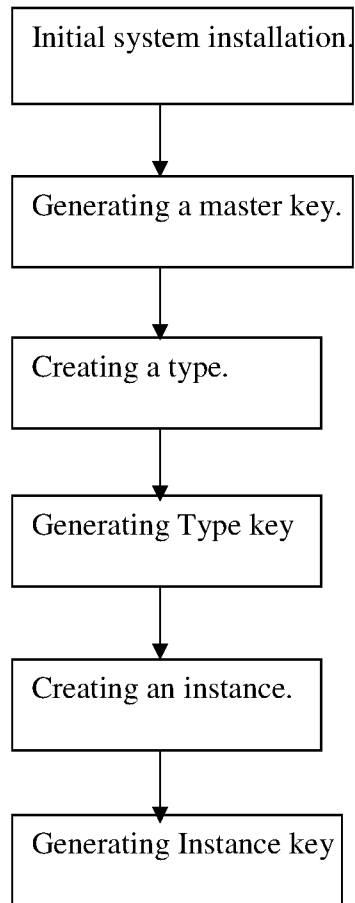 Initial system installation.
Generating a master key.
Creating a type.
Generating Type key
Creating an instance.
Generating Instance key